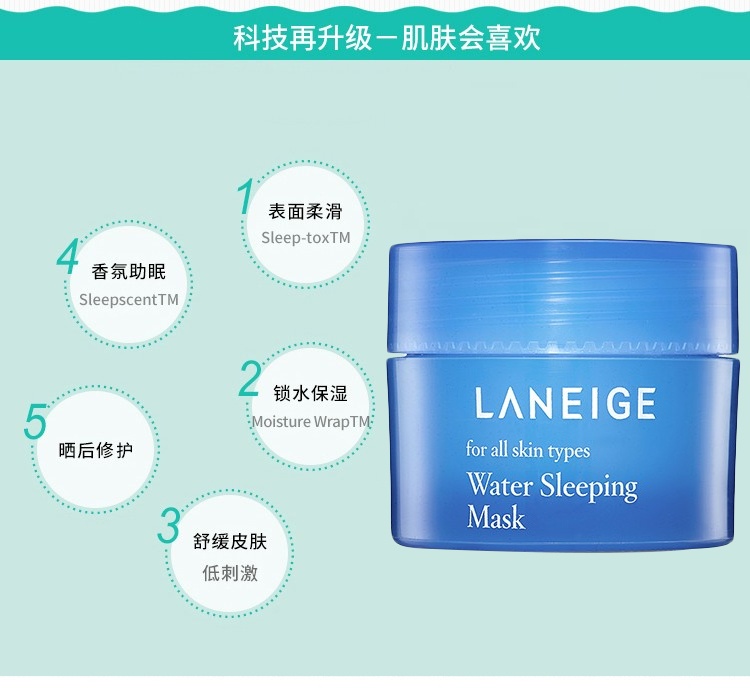 科技再升级－肌肤会喜欢
1
表面柔滑
Sleep-toxTM
4
香氛助眠
SleepscentTM
2
锁水保湿
Moisture WrapTM
5
晒后修护
3
舒缓皮肤
低刺激
LANEIGE
for all skin types
Water Sleeping
Mask